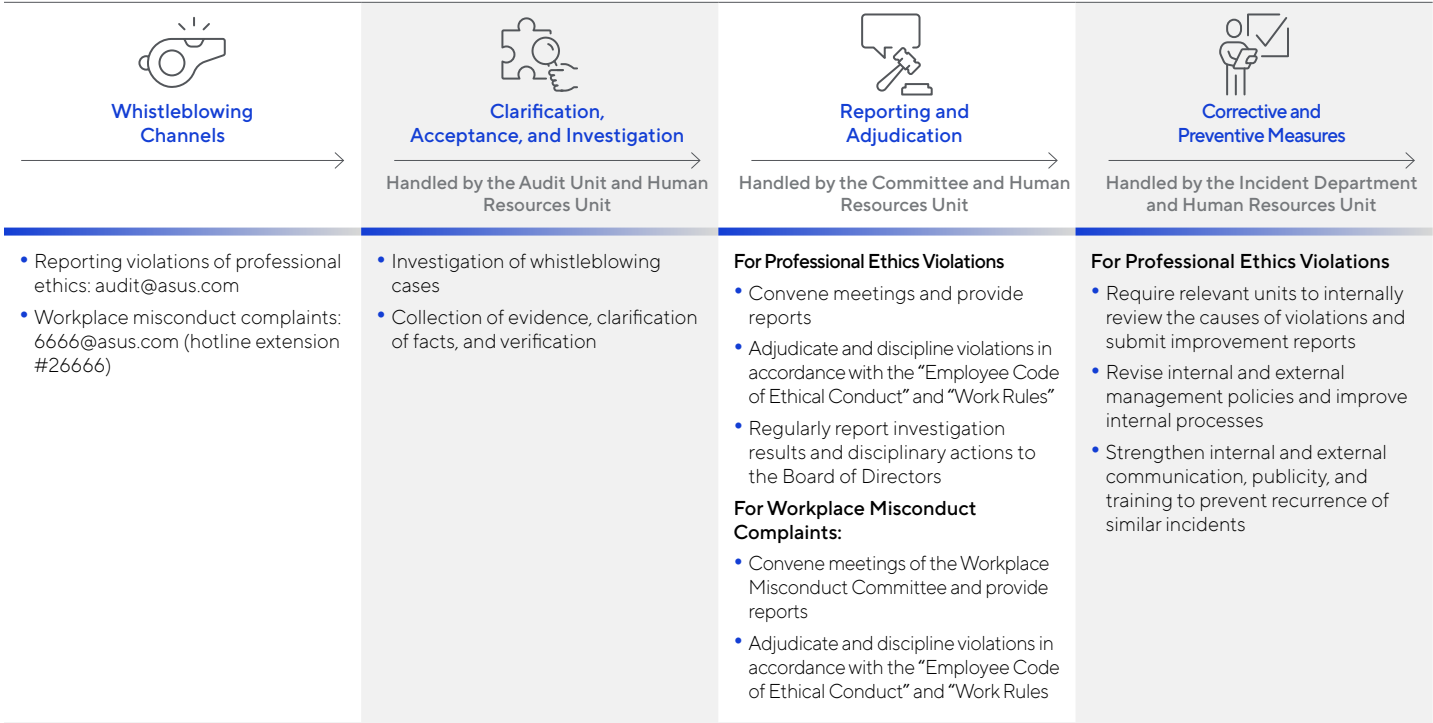 Whistleblowing
Channels
Clarification,
Acceptance, and Investigation
Handled by the Audit Unit and Human
Resources Unit
Reporting and
Adjudication
Handled by the Committee and Human
Resources Unit
Corrective and
Preventive Measures
Handled by the Incident Department
and Human Resources Unit
• Reporting violations of professional
ethics: audit@asus.com
• Workplace misconduct complaints:
6666@asus.com (hotline extension
#26666)
• Investigation of whistleblowing
cases
• Collection of evidence, clarification
of facts, and verification
For Professional Ethics Violations
• Convene meetings and provide
reports
• Adjudicate and discipline violations in
accordance with the "Employee Code
of Ethical Conduct" and "Work Rules"
• Regularly report investigation
results and disciplinary actions to
the Board of Directors
For Workplace Misconduct
Complaints:
• Convene meetings of the Workplace
Misconduct Committee and provide
reports
• Adjudicate and discipline violations in
accordance with the "Employee Code
of Ethical Conduct" and "Work Rules
For Professional Ethics Violations
• Require relevant units to internally
review the causes of violations and
submit improvement reports
• Revise internal and external
management policies and improve
internal processes
• Strengthen internal and external
communication, publicity, and
training to prevent recurrence of
similar incidents